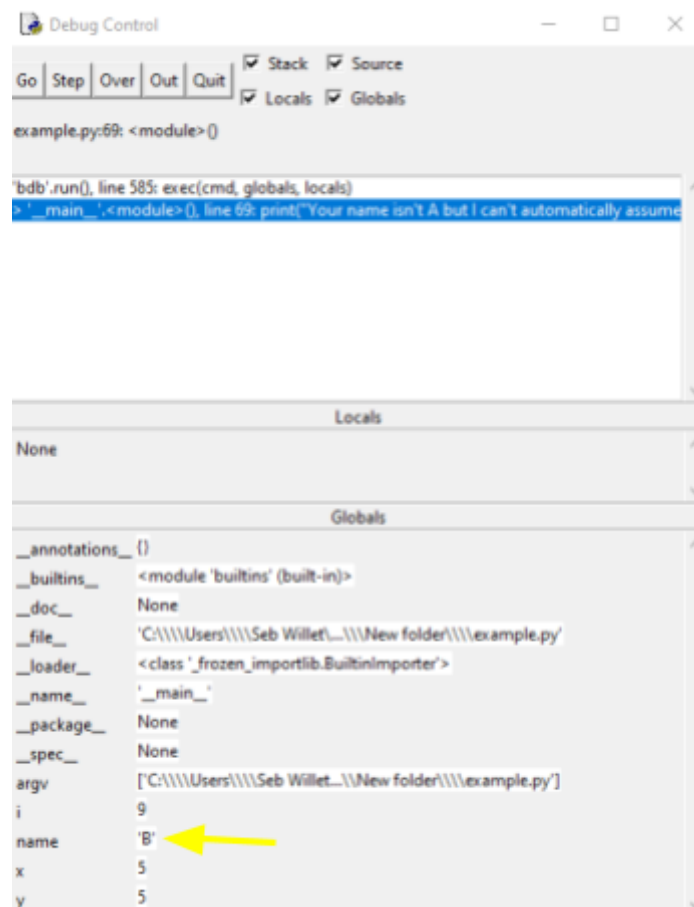 Debug Control
Go Step Over Out Quit Stack Source
Locals Globals
example.py:69: <module>()
'bdb'.run(), line 585: exec(cmd, globals, locals)
> '__main__'.<module>(), line 69: print("Your name isn't A but I can't automatically assume
Locals
None
Globals
__annotations__ {}
__builtins__ <module 'builtins' (built-in)>
__doc__ None
__file__ 'C:\\\\Users\\\\Seb Willet\...\\\New folder\\\\example.py'
__loader__ <class '_frozen_importlib.BuiltinImporter'>
__name__ '__main__'
__package__ None
__spec__ None
argv ['C:\\\\Users\\\\Seb Willet...\\\New folder\\\\example.py']
i 9
name 'B'
x 5
y 5